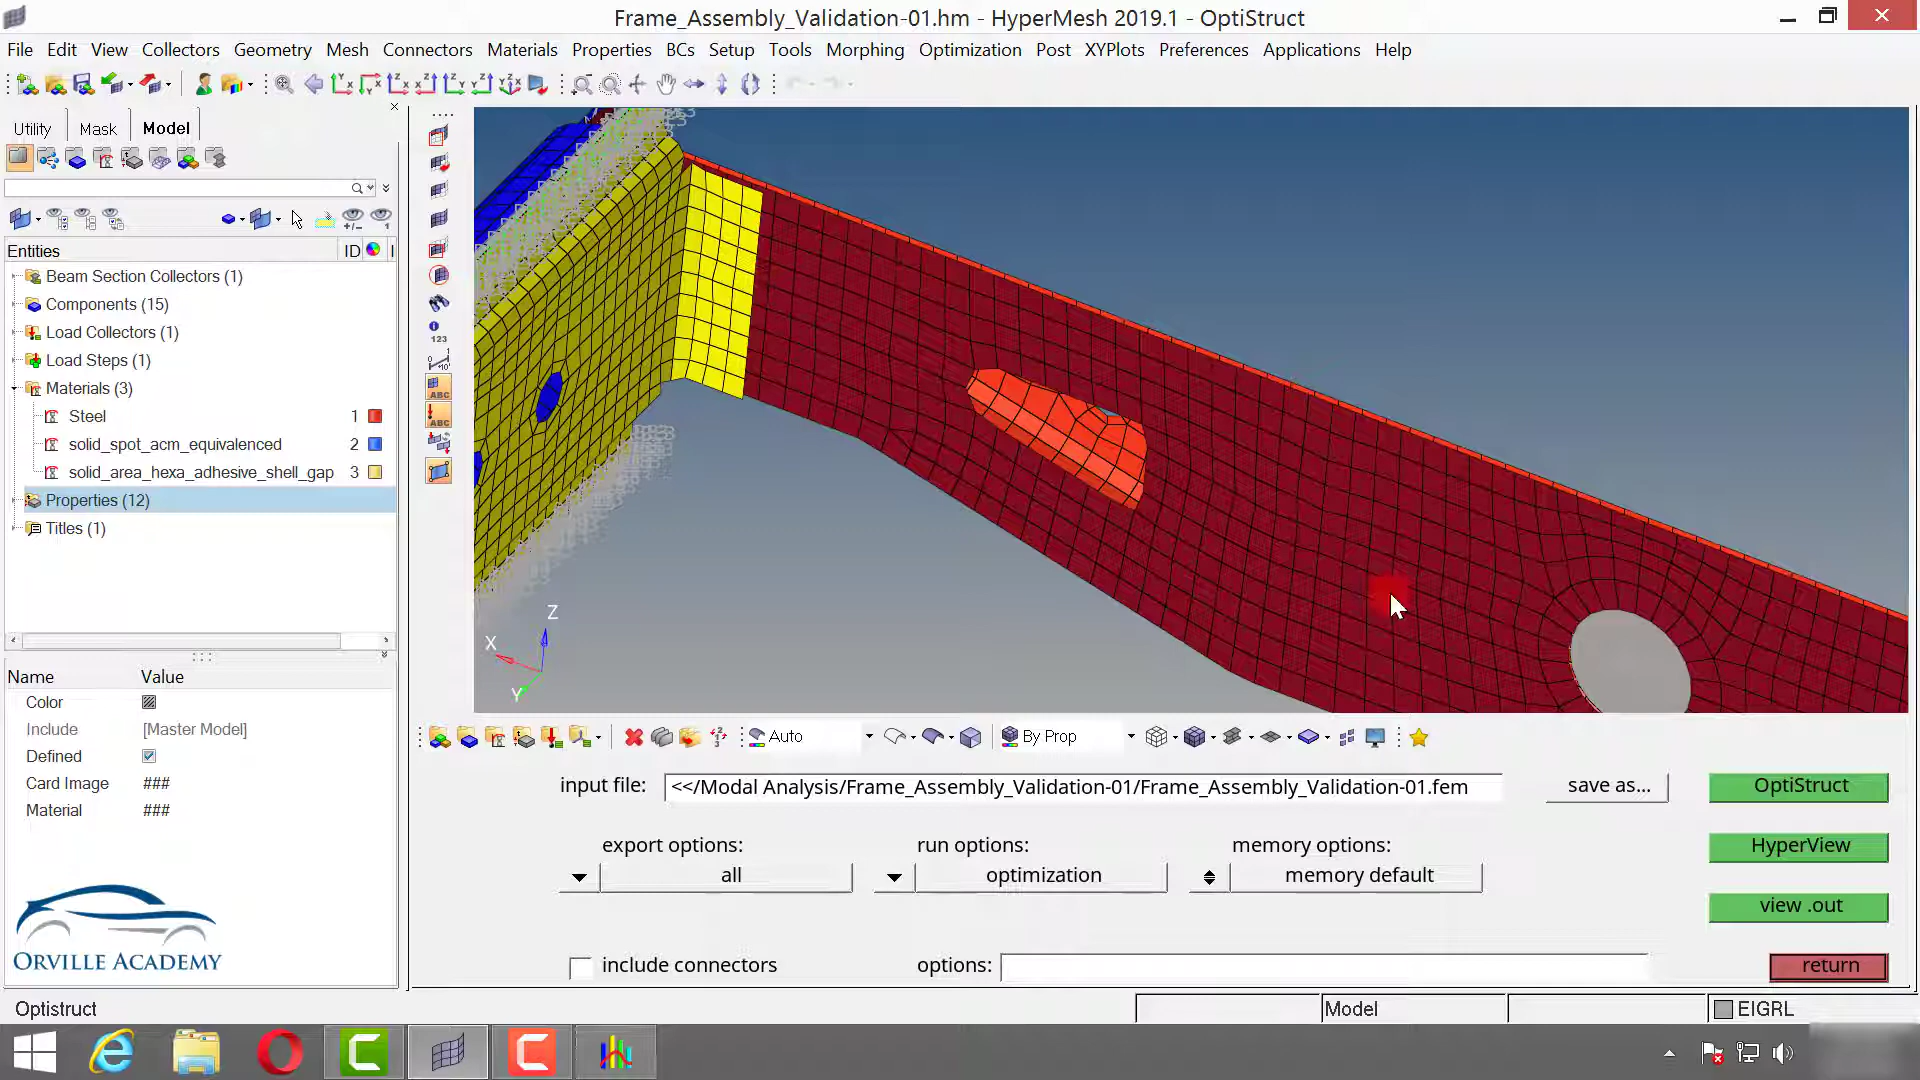 Frame_Assembly_Validation-01.hm - HyperMesh 2019.1 - OptiStruct
File Edit View Collectors Geometry Mesh Connectors Materials Properties BCs Setup Tools Morphing Optimization Post XYPlots Preferences Applications Help
Utility Mask Model
Entities ID
Beam Section Collectors (1)
Components (15)
Load Collectors (1)
Load Steps (1)
Materials (3)
Steel 1
solid_spot_acm_equivalenced 2
solid_area_hexa_adhesive_shell_gap 3
Properties (12)
Titles (1)
Name Value
Color
Include [Master Model]
Defined
Card Image ###
Material ###
ORVILLE ACADEMY
123
ABC
ABC
Z
X
Y
Auto
By Prop
input file: <</Modal Analysis/Frame_Assembly_Validation-01/Frame_Assembly_Validation-01.fem save as... OptiStruct
export options: run options: memory options: HyperView
all optimization memory default
view .out
include connectors options: return
Optistruct Model EIGRL